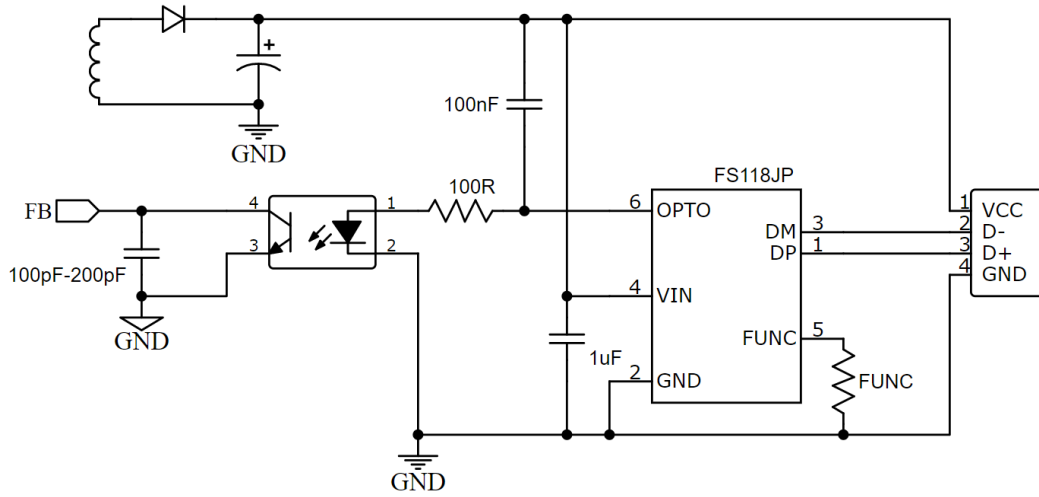 +
GND
100nF
FS118JP
FB
4
1
100R
6
OPTO
1
VCC
DM
3
2
D-
3
2
DP
1
3
D+
100pF-200pF
4
GND
4
VIN
GND
1uF
FUNC
5
2
GND
FUNC
GND